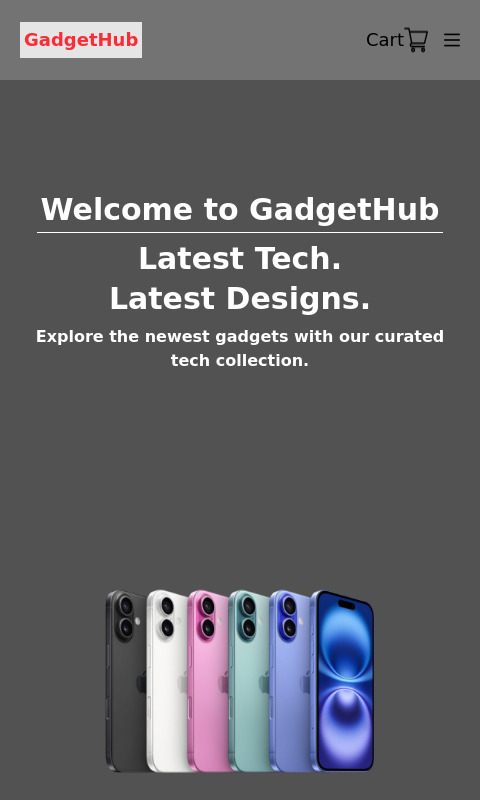 GadgetHub
Cart
Welcome to GadgetHub
Latest Tech.
Latest Designs.
Explore the newest gadgets with our curated
tech collection.